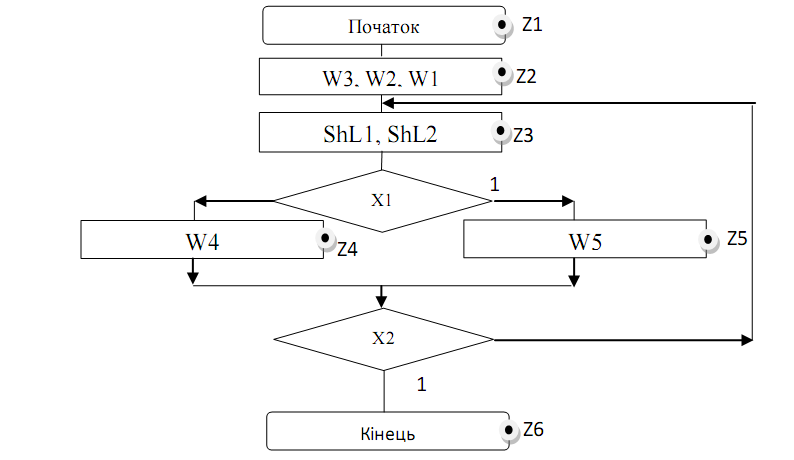 Початок
Z1
W3, W2, W1
Z2
ShL1, ShL2
Z3
X1
1
W4
Z4
W5
Z5
X2
1
Кінець
Z6